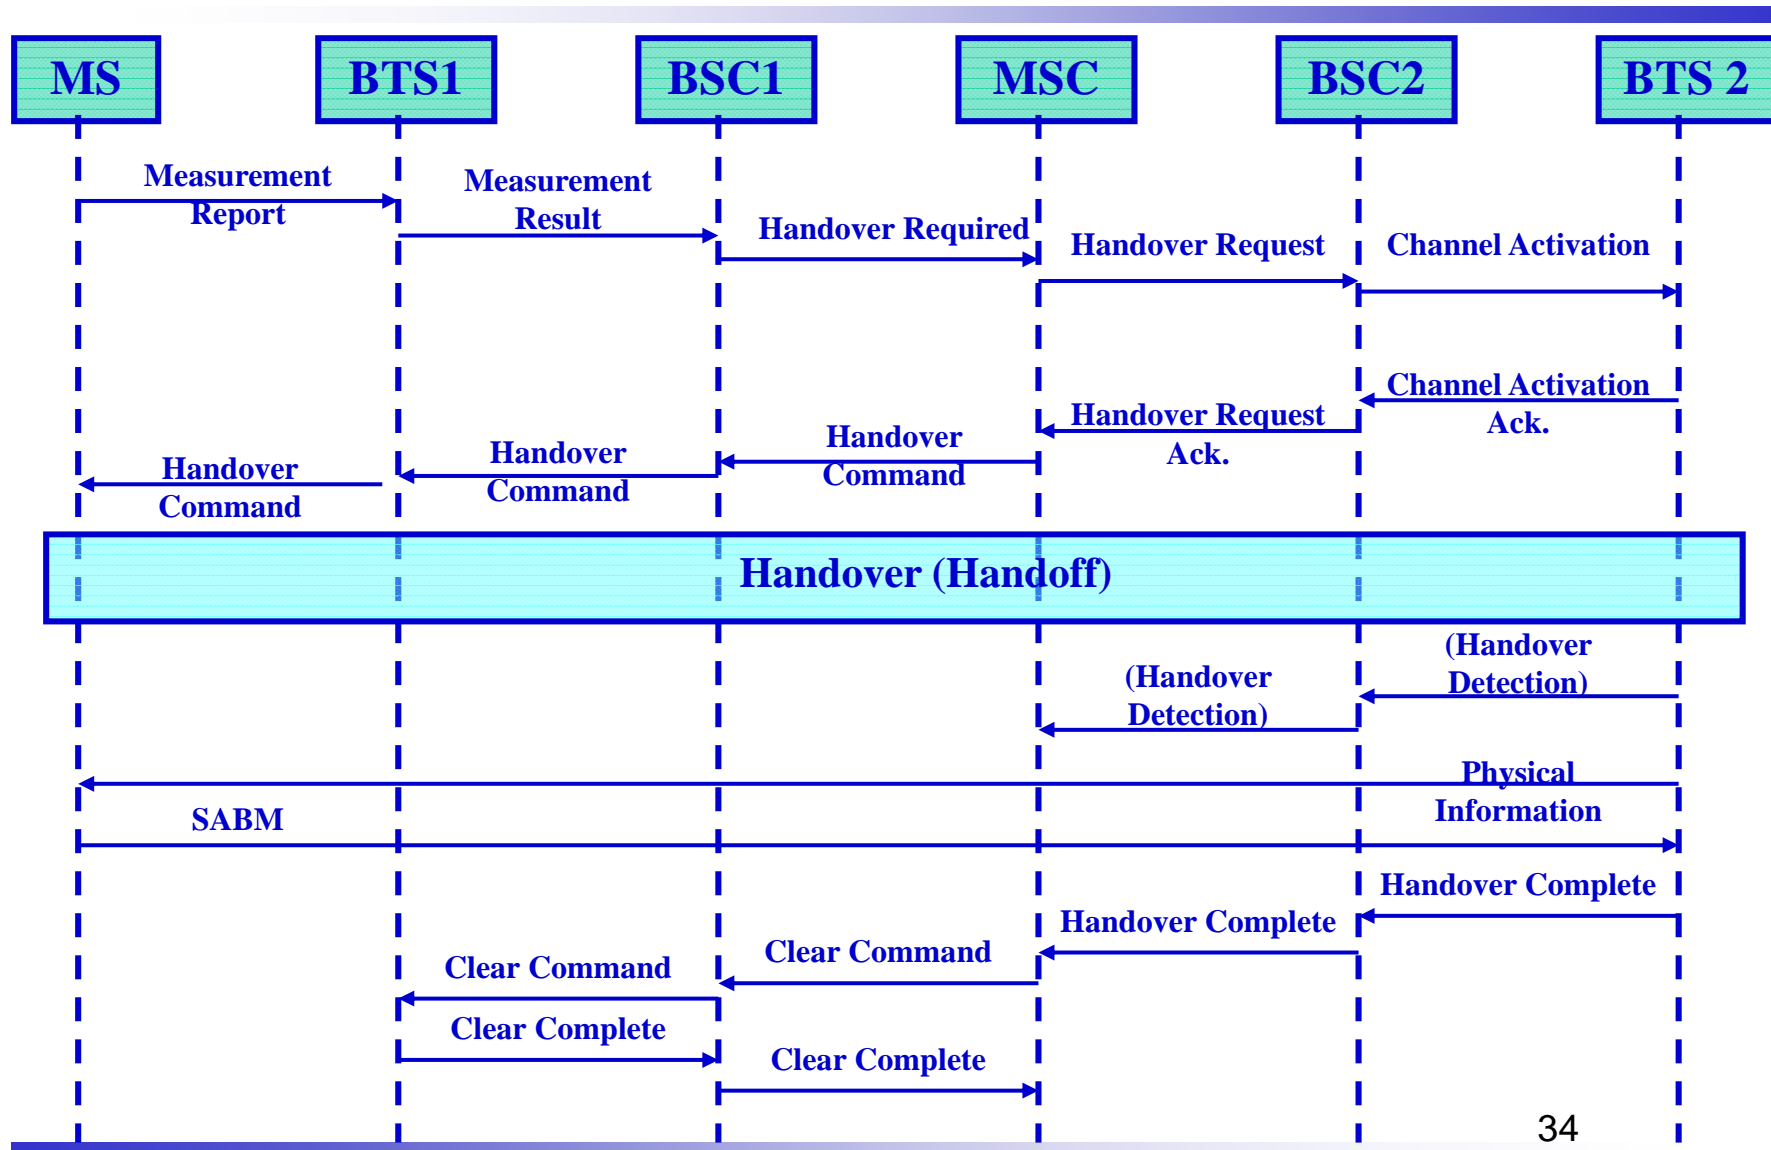 MS
BTS1
BSC1
MSC
BSC2
BTS 2
Measurement
Report
Measurement
Result
Handover Required
Handover Request
Channel Activation
Channel Activation
Ack.
Handover Request
Ack.
Handover
Command
Handover
Command
Handover
Command
Handover (Handoff)
(Handover
Detection)
(Handover
Detection)
Physical
Information
SABM
Handover Complete
Handover Complete
Clear Command
Clear Command
Clear Complete
Clear Complete
34